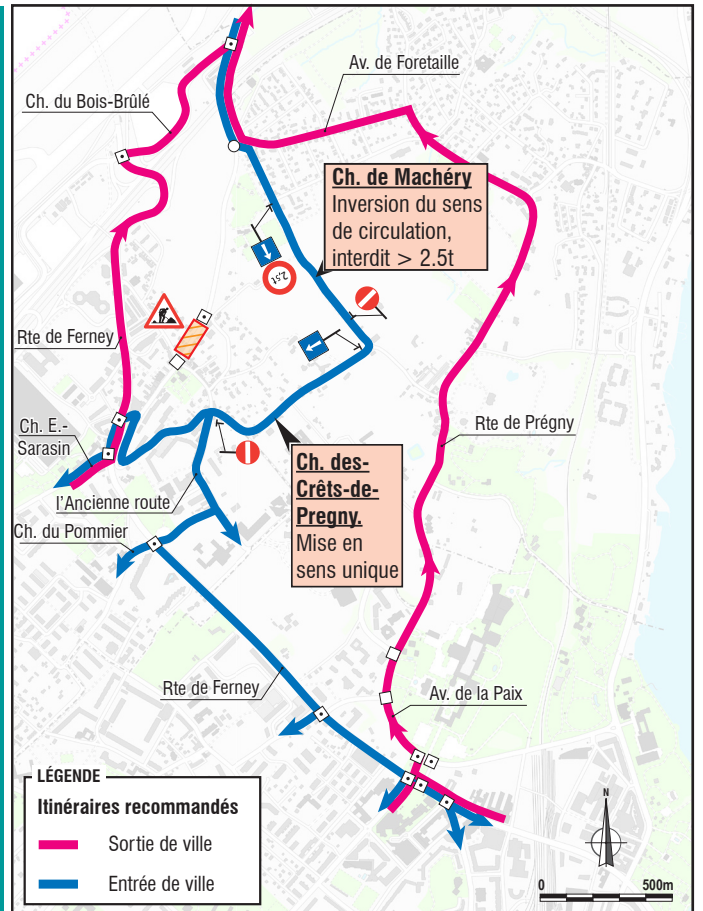 Av. de Foretaille
Ch. du Bois-Brûlé
Ch. de Machéry
Inversion du sens
de circulation,
interdit > 2.5t
2,5t
Rte de Ferney
Rte de Prégny
Ch. E.-
Sarasin
Ch. des-
Crêts-de-
Pregny.
Mise en
sens unique
l'Ancienne route
Ch. du Pommier
Rte de Ferney
Av. de la Paix
LÉGENDE
Itinéraires recommandés
Sortie de ville
Entrée de ville
N
0 500m